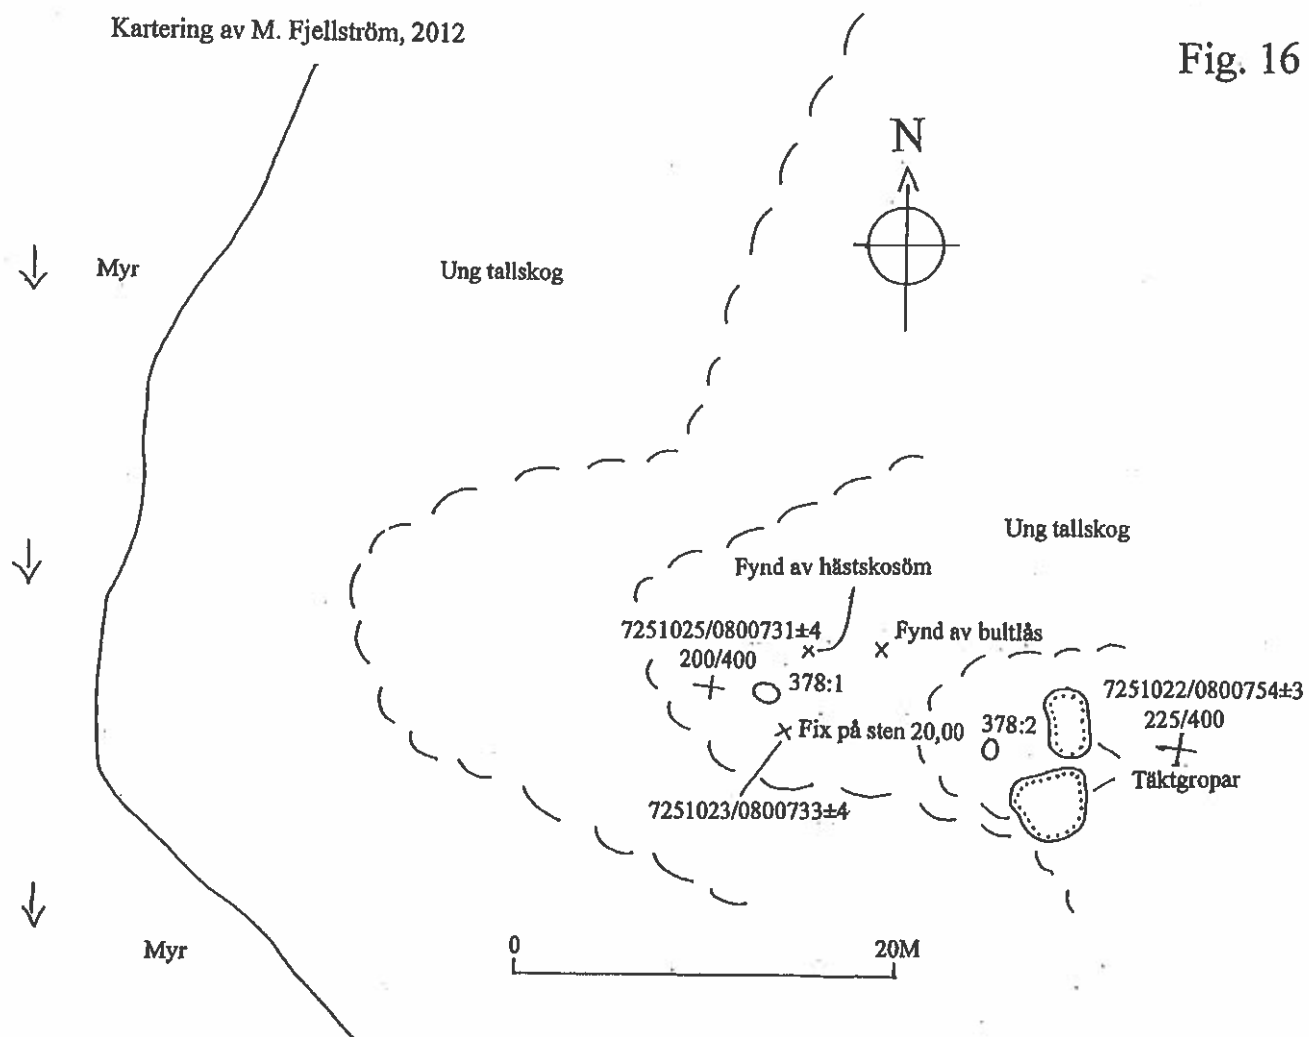 Kartering av M. Fjellström, 2012
Fig. 16
N
Myr
Ung tallskog
Ung tallskog
Fynd av hästskosöm
7251025/0800731±4
Fynd av bultlås
200/400
378:1
7251022/0800754±3
Fix på sten 20,00
378:2
225/400
Täktgropar
7251023/0800733±4
0
20M
Myr